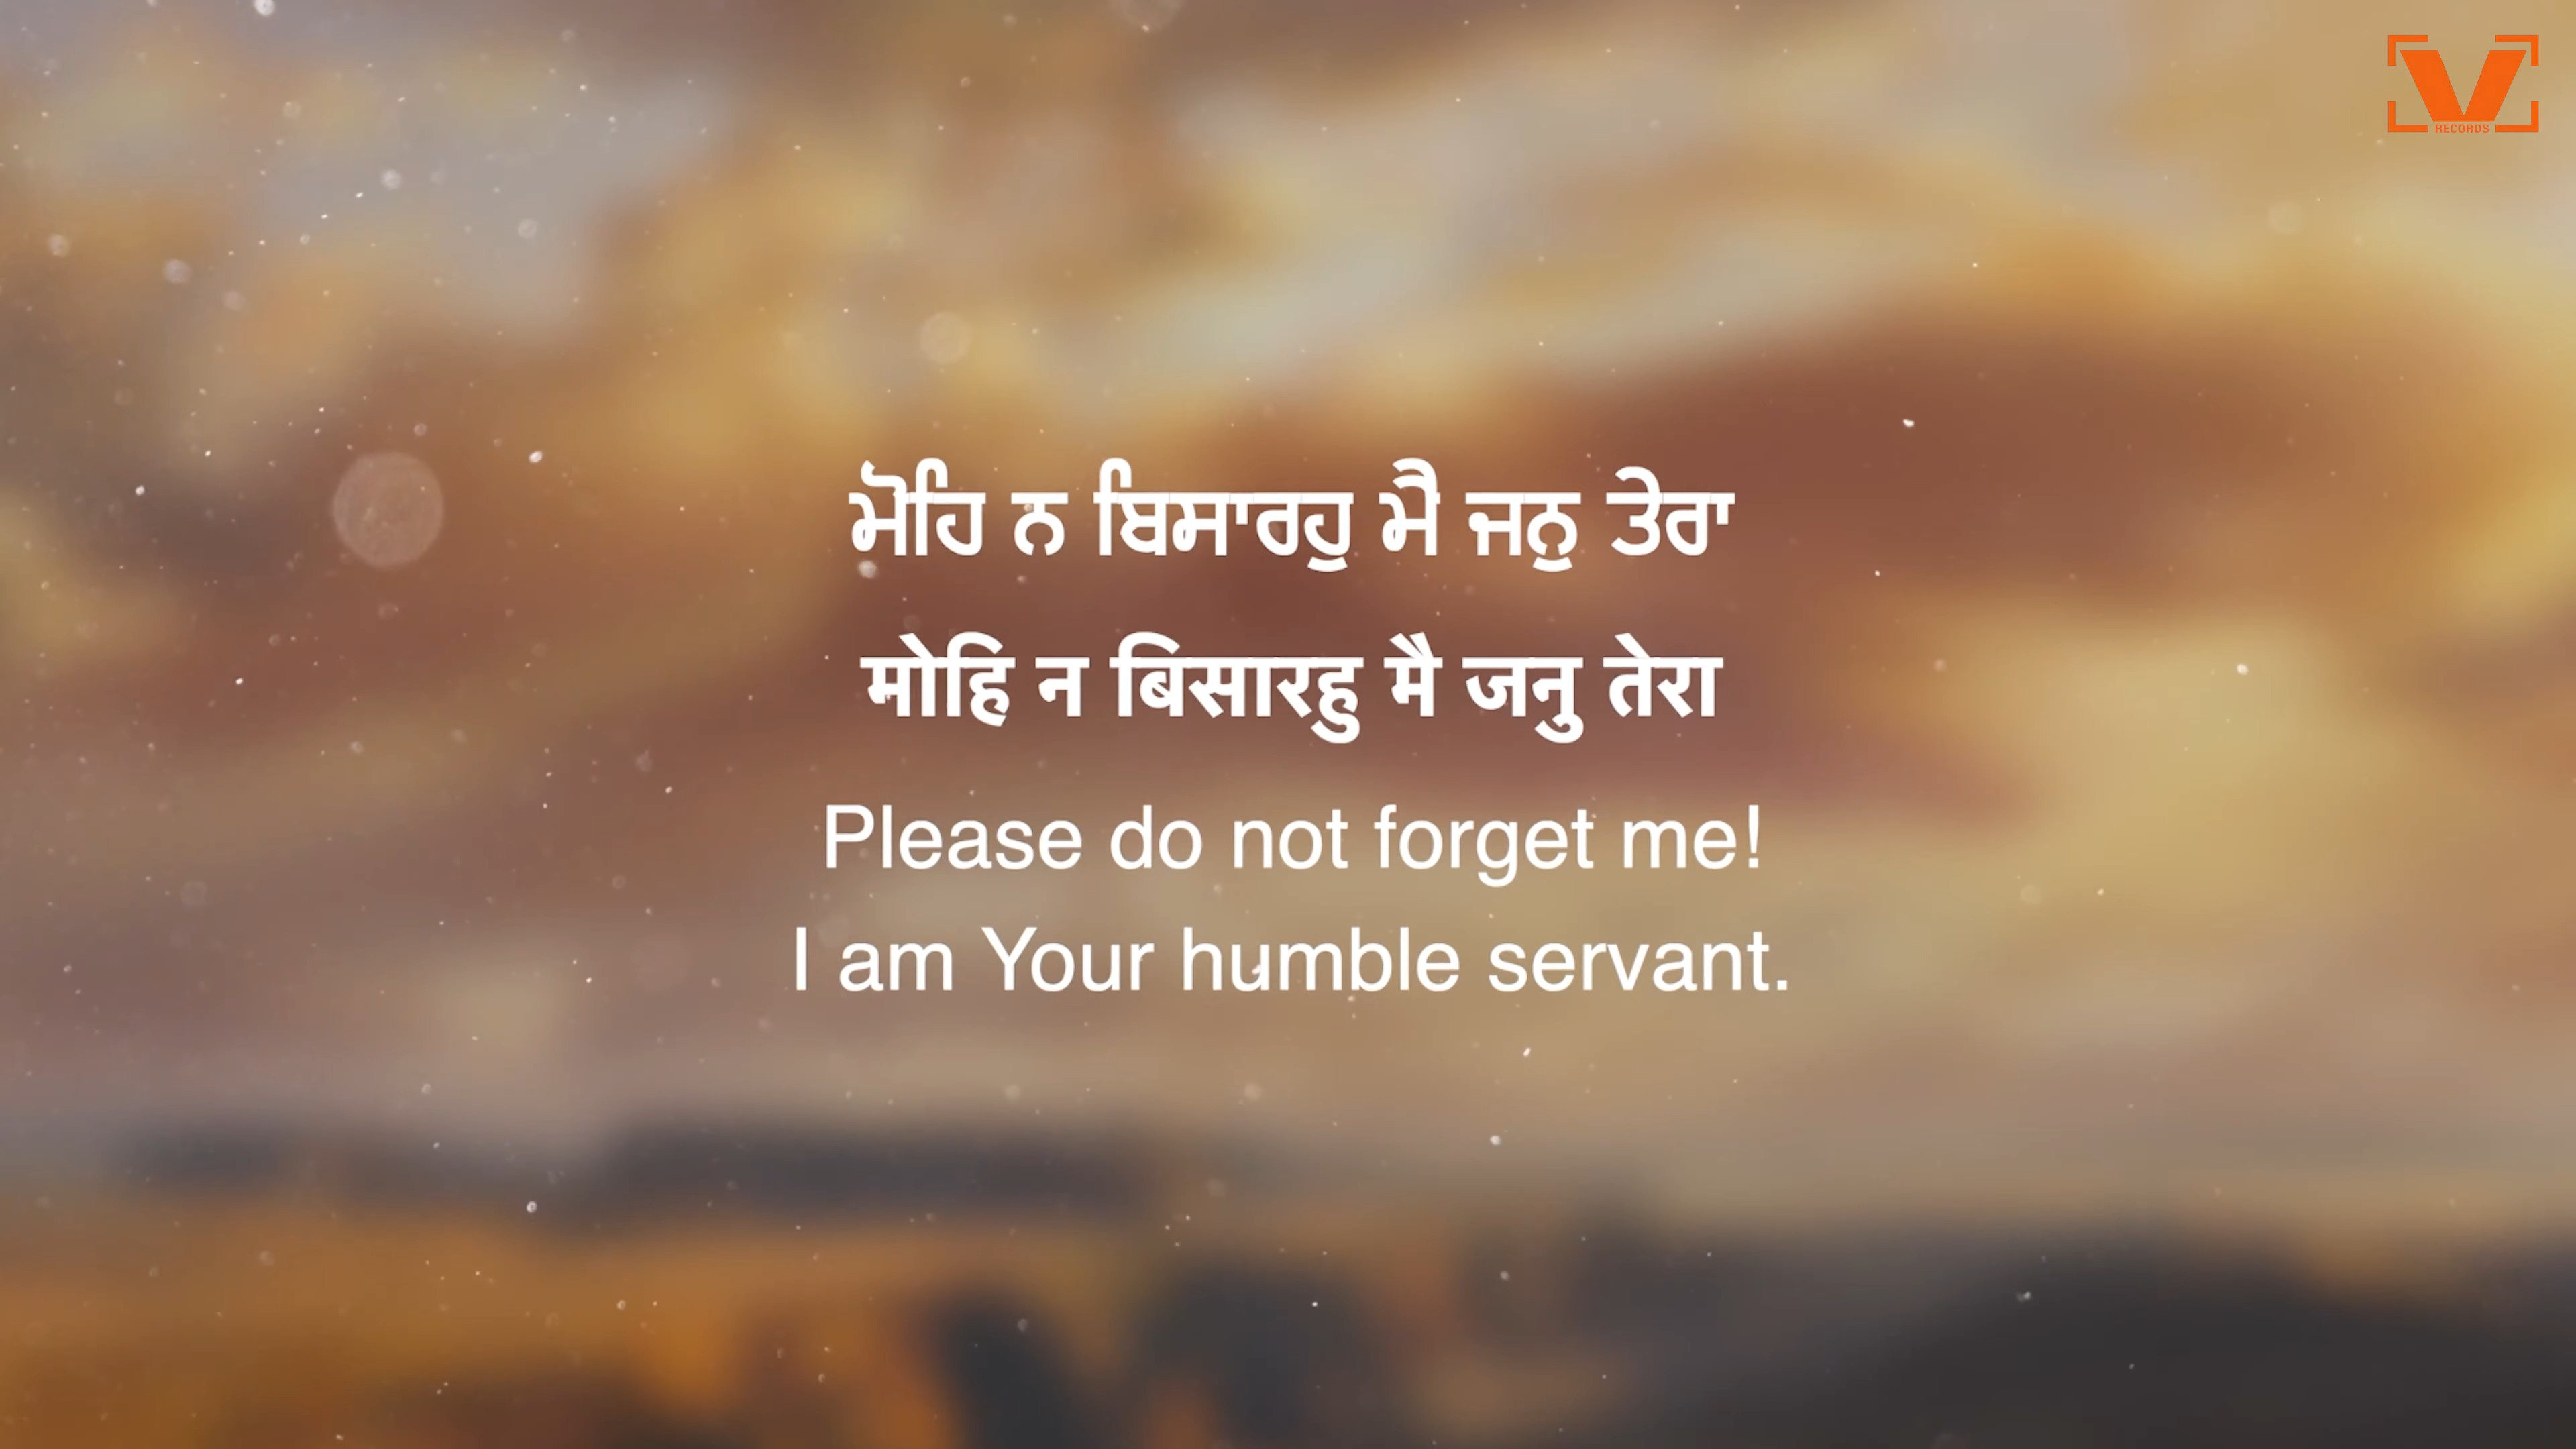 V
RECORDS
ਮੋਹਿ ਨ ਬਿਸਾਰਹੁ ਮੈ ਜਨੁ ਤੇਰਾ
मोहि न बिसारहु मै जनु तेरा
Please do not forget me!
I am Your humble servant.